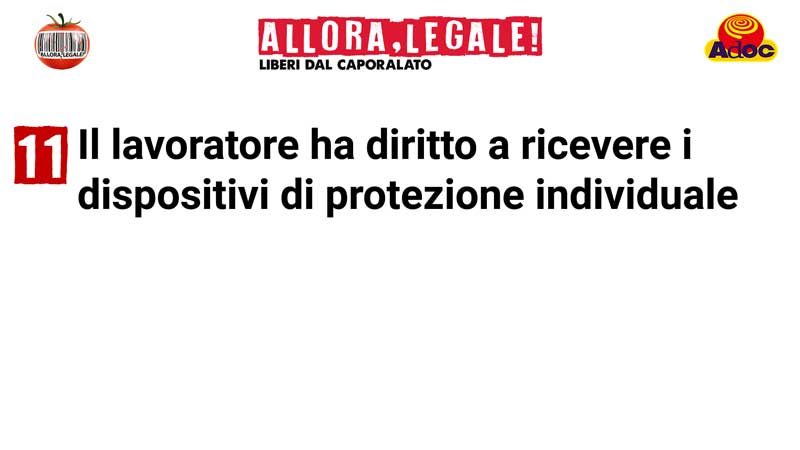 ALLORA,LEGALE!
ALLORA,LEGALE!
LIBERI DAL CAPORALATO
Adoc
11 Il lavoratore ha diritto a ricevere i
dispositivi di protezione individuale